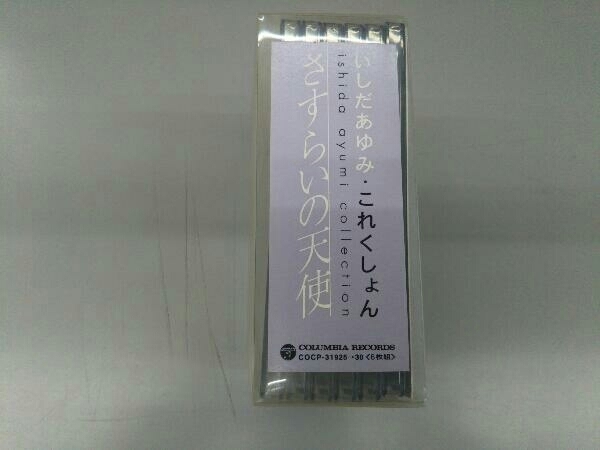 いしだあゆみ・これくしょん
ishida ayumi collection
さすらいの天使
COLUMBIA RECORDS
COCP-31925→30〈6枚組〉